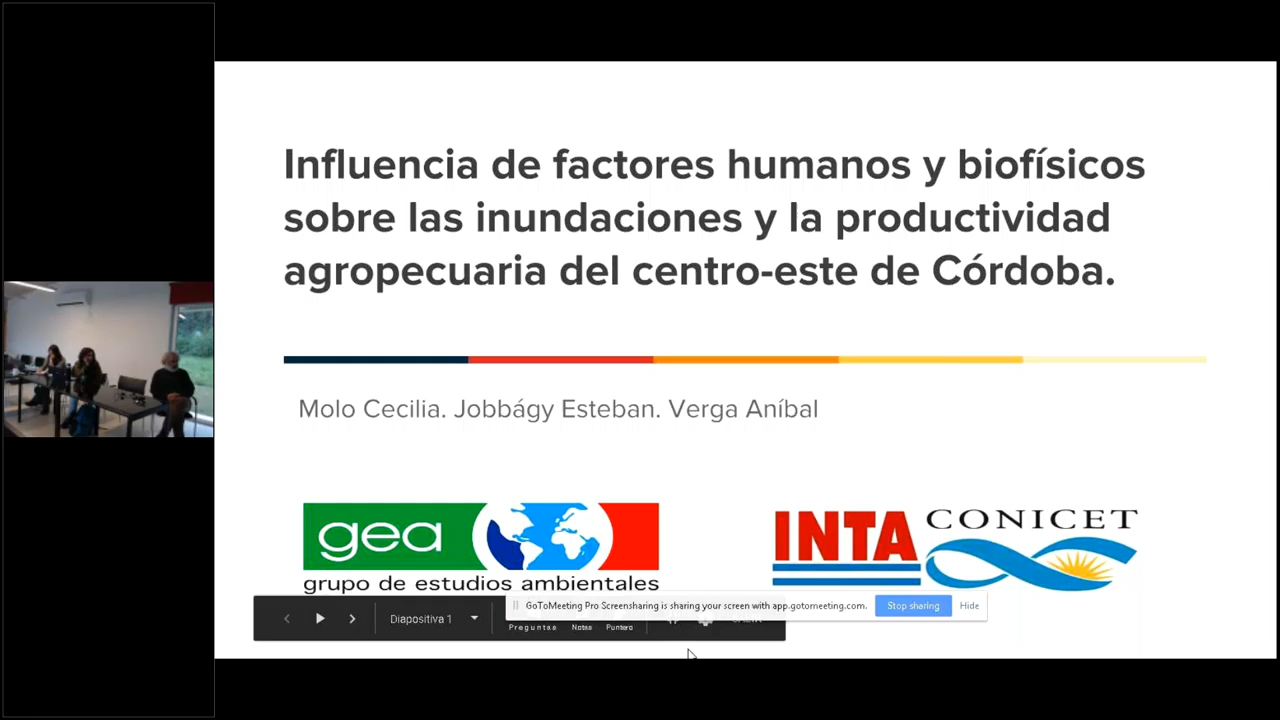 Influencia de factores humanos y biofísicos
sobre las inundaciones y la productividad
agropecuaria del centro-este de Córdoba.
Molo Cecilia. Jobbágy Esteban. Verga Aníbal
gea
grupo de estudios ambientales
INTA
CONICET
GoToMeeting Pro Screensharing is sharing your screen with app.gotomeeting.com.
Stop sharing
Hide
Diapositiva 1
Preguntas
Notas
Puntero